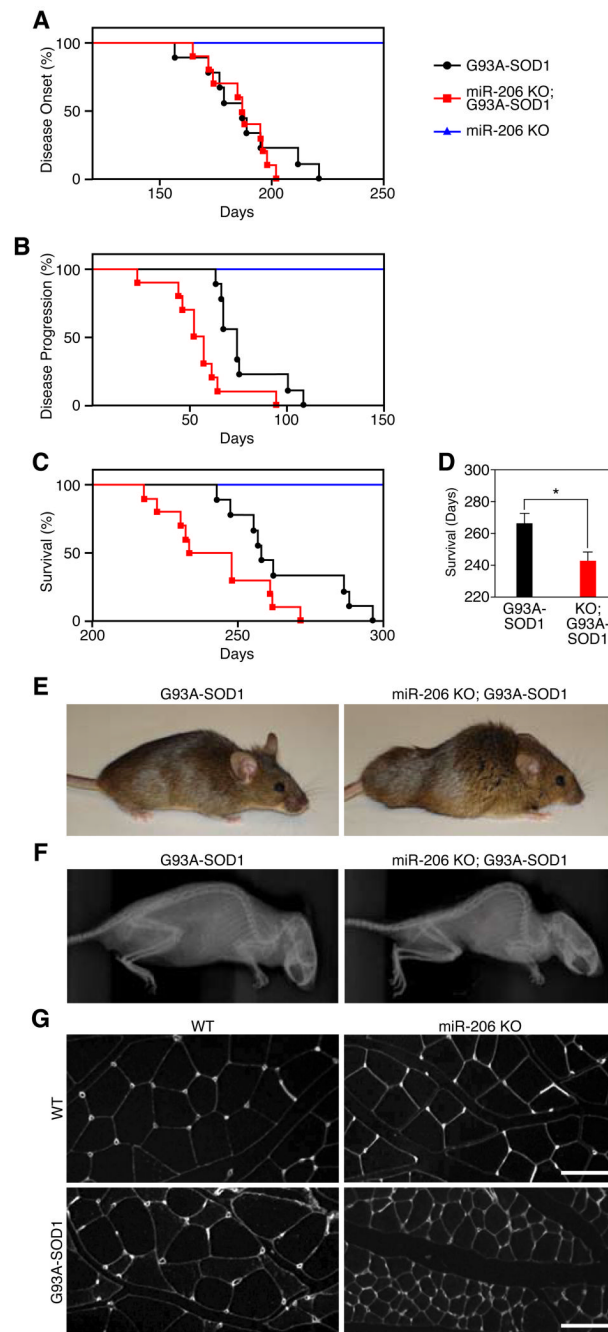 A
Disease Onset (%)
100
50
0
150
200
250
Days
G93A-SOD1
miR-206 KO;
G93A-SOD1
miR-206 KO
B
Disease Progression (%)
100
50
0
50
100
150
Days
C
Survival (%)
100
50
0
200
250
300
Days
D
Survival (Days)
300
280
260
240
220
*
G93A-
SOD1
KO;
G93A-
SOD1
E
G93A-SOD1
miR-206 KO; G93A-SOD1
F
G93A-SOD1
miR-206 KO; G93A-SOD1
G
WT
miR-206 KO
WT
G93A-SOD1